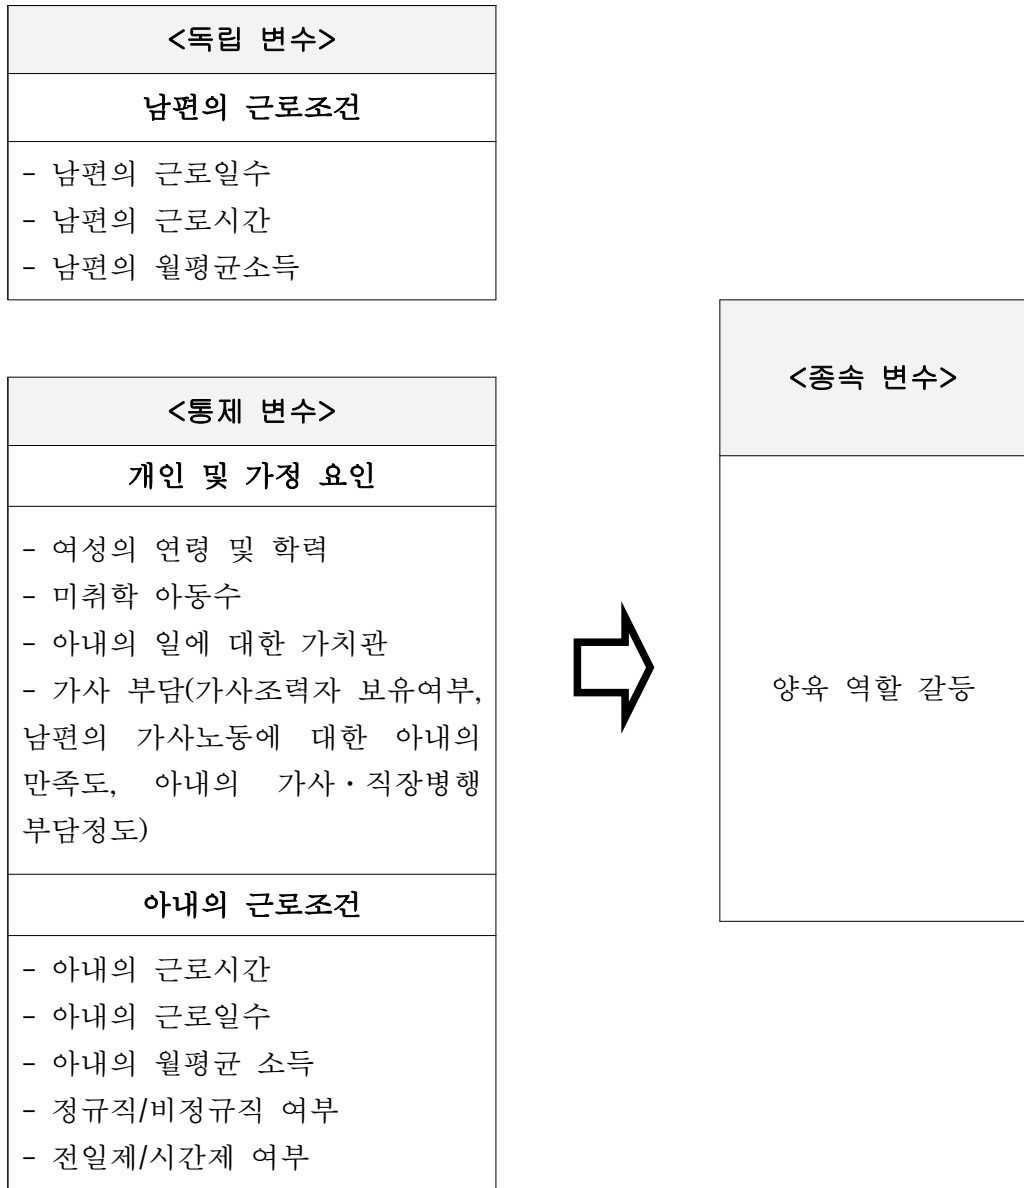 <독립 변수>
남편의 근로조건
- 남편의 근로일수
- 남편의 근로시간
- 남편의 월평균소득
<통제 변수>
개인 및 가정 요인
- 여성의 연령 및 학력
- 미취학 아동수
- 아내의 일에 대한 가치관
- 가사 부담(가사조력자 보유여부,
남편의 가사노동에 대한 아내의
만족도, 아내의 가사・직장병행
부담정도)
아내의 근로조건
- 아내의 근로시간
- 아내의 근로일수
- 아내의 월평균 소득
- 정규직/비정규직 여부
- 전일제/시간제 여부
<종속 변수>
양육 역할 갈등